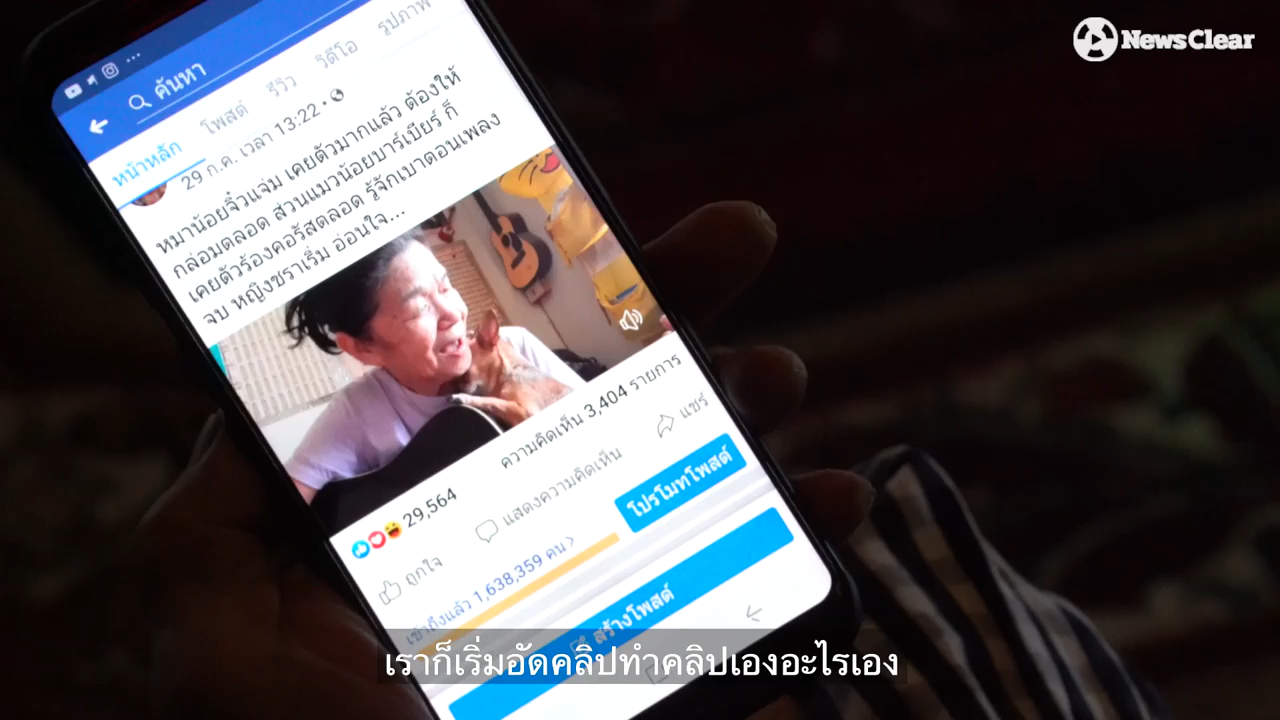 News Clear
ค้นหา
หน้าหลัก โพสต์ รีวิว วิดีโอ รูปภาพ
29 ก.ค. เวลา 13:22 •
หมาน้อยจิ๋วแจ่ม เคยตัวมากแล้ว ต้องให้
กล่อมตลอด ส่วนแมวน้อยบาร์เบียร์ ก็
เคยตัวร้องคอรัสตลอด รู้จักเบาตอนเพลง
จบ หญิงชราเริ่ม อ่อนใจ...
29,564
ความคิดเห็น 3,404 รายการ
ถูกใจ
แสดงความคิดเห็น
แชร์
เข้าถึงแล้ว 1,638,359 คน >
โปรโมทโพสต์
สร้างโพสต์
เราก็เริ่มอัดคลิปทำคลิปเองอะไรเอง